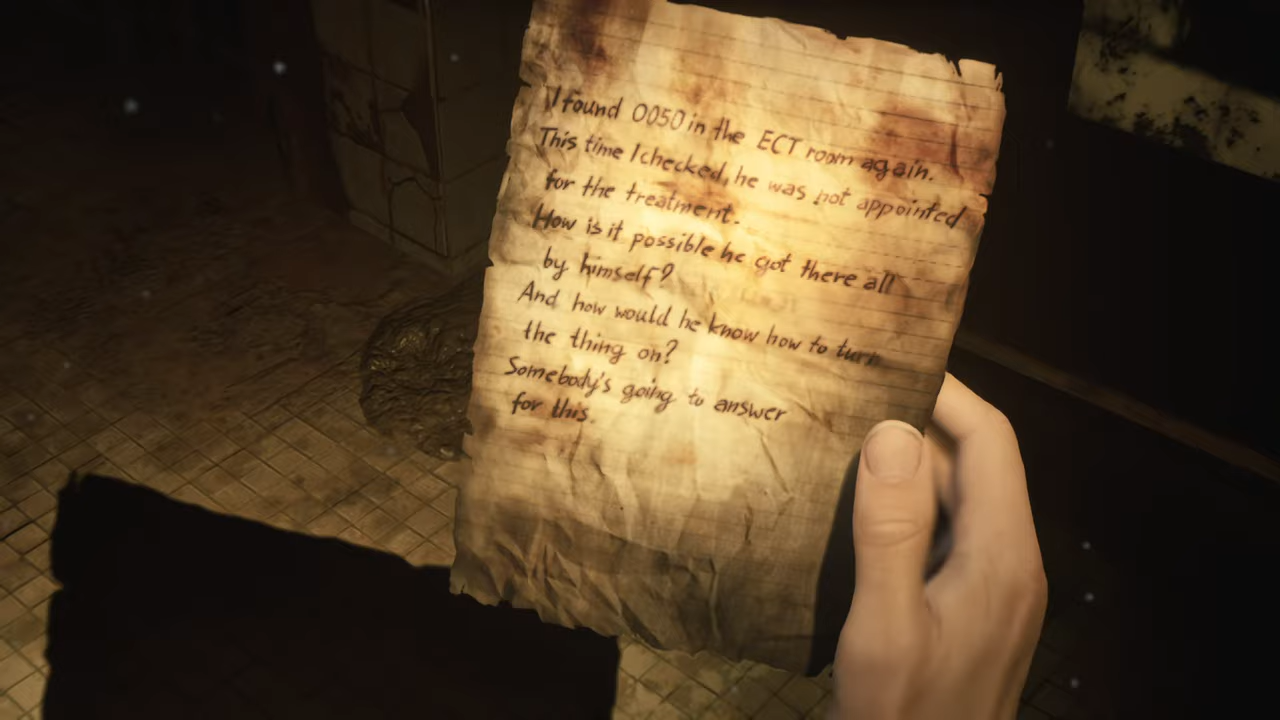 I found 0050 in the ECT room again.
This time I checked, he was not appointed
for the treatment.
How is it possible he got there all
by himself?
And how would he know how to turn
the thing on?
Somebody's going to answer
for this.